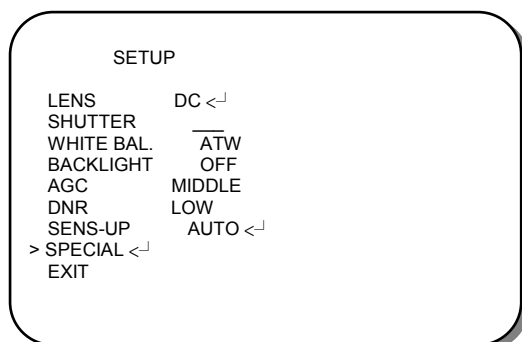 SETUP
LENS DC ↵
SHUTTER ___
WHITE BAL. ATW
BACKLIGHT OFF
AGC MIDDLE
DNR LOW
SENS-UP AUTO ↵
> SPECIAL ↵
EXIT